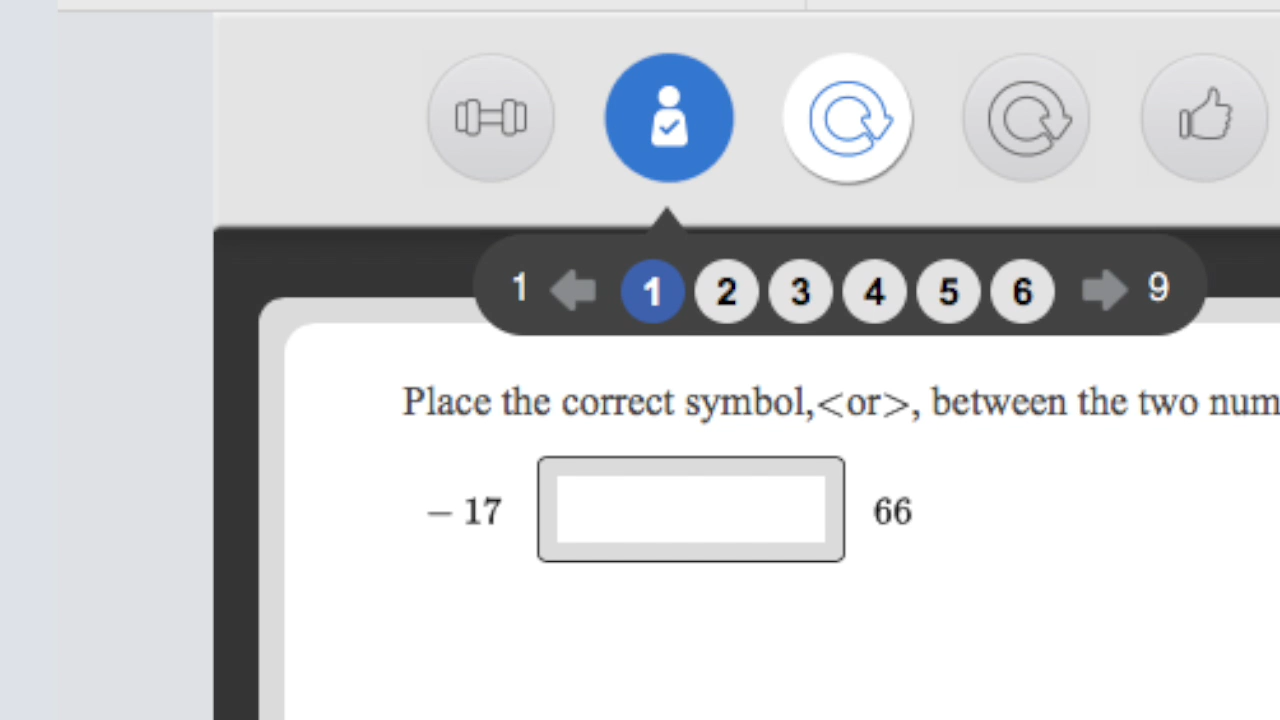 1 1 2 3 4 5 6 9
Place the correct symbol,<or>, between the two num
− 17 66